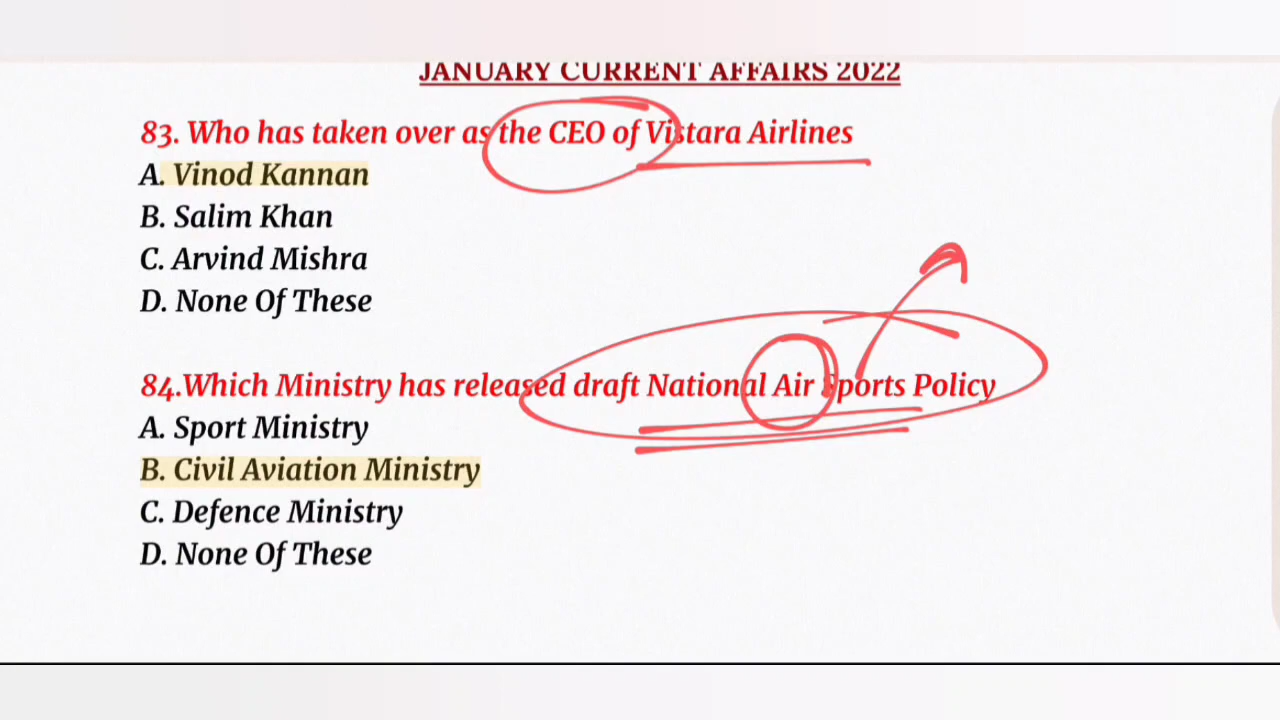 JANUARY CURRENT AFFAIRS 2022
83. Who has taken over as the CEO of Vistara Airlines
A. Vinod Kannan
B. Salim Khan
C. Arvind Mishra
D. None Of These
84.Which Ministry has released draft National Air Sports Policy
A. Sport Ministry
B. Civil Aviation Ministry
C. Defence Ministry
D. None Of These